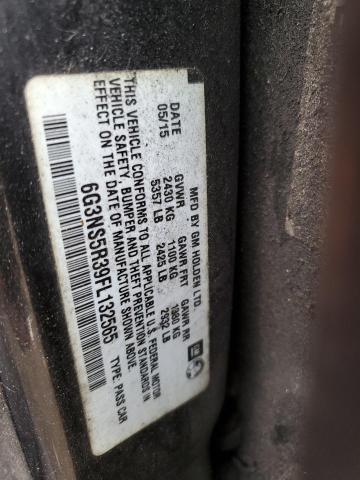 MFD BY GM HOLDEN LTD
DATE GVWR GAWR FRT GAWR RR
05/15 2430 KG 1100 KG KG
5357 LB 2425 LB 2932 LB
THIS VEHICLE CONFORMS TO ALL APPLICABLE U.S. FEDERAL MOTOR
VEHICLE SAFETY, BUMPER AND THEFT PREVENTION STANDARDS IN
EFFECT ON THE DATE OF MANUFACTURE SHOWN ABOVE.
6G3NS5R39FL132565 TYPE: PASS CAR
GM